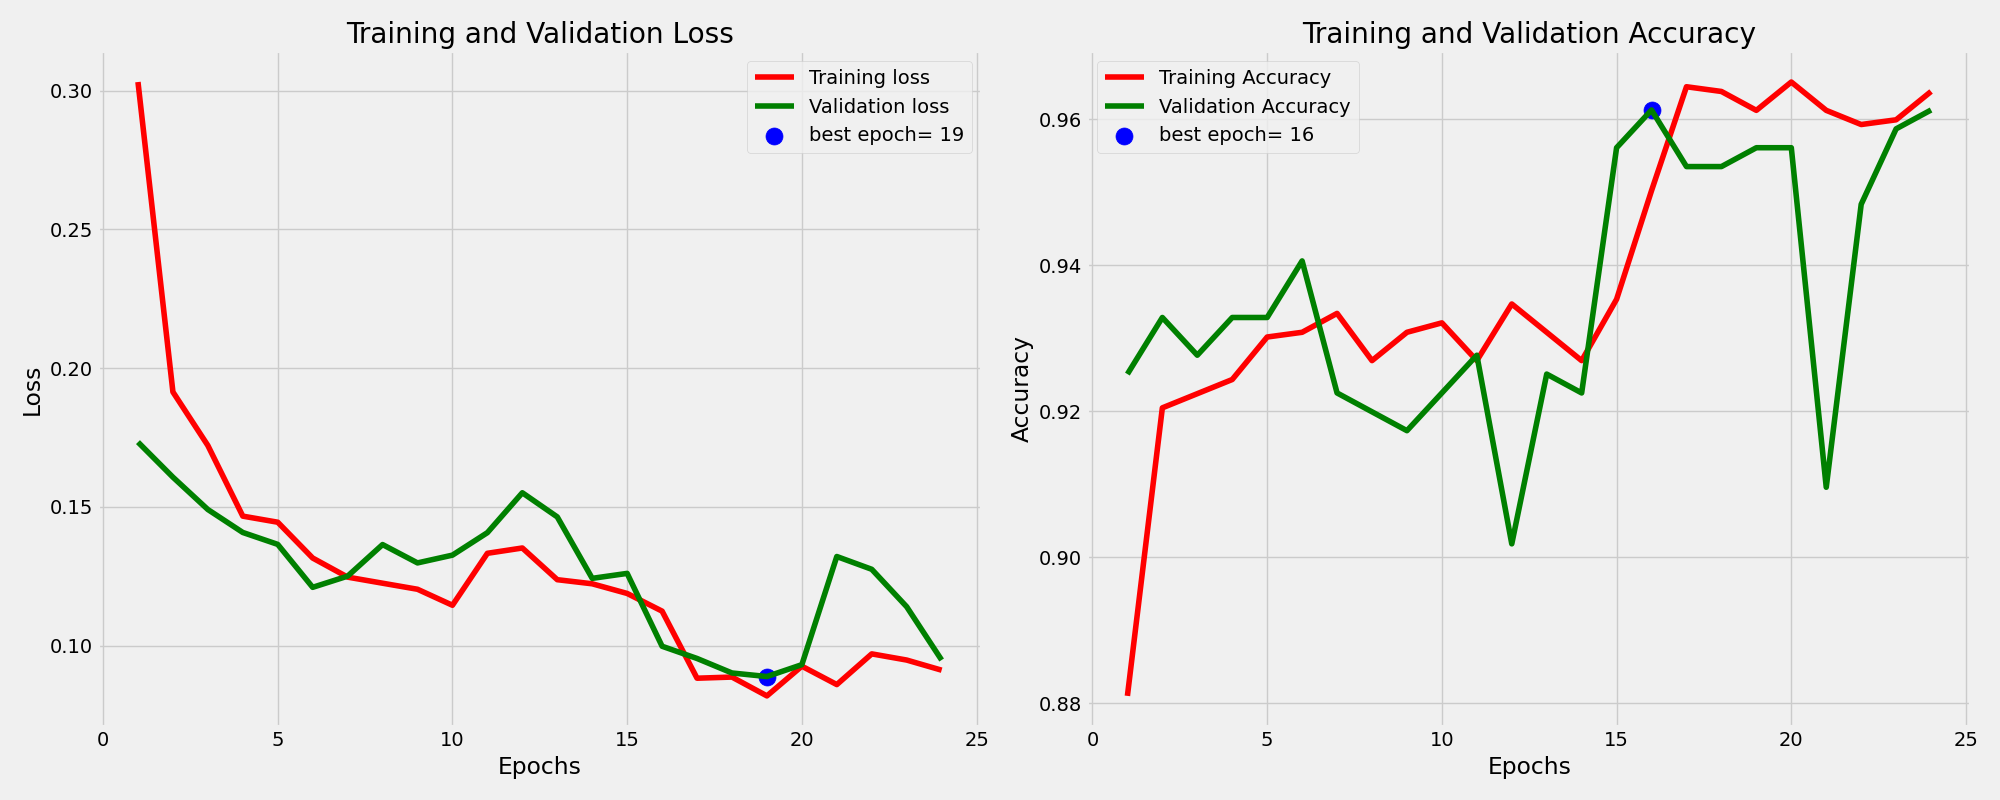 Training and Validation Loss
Training loss
Validation loss
best epoch= 19
0.30
0.25
0.20
0.15
0.10
Loss
0
5
10
15
20
25
Epochs
Training and Validation Accuracy
Training Accuracy
Validation Accuracy
best epoch= 16
0.96
0.94
0.92
0.90
0.88
Accuracy
0
5
10
15
20
25
Epochs